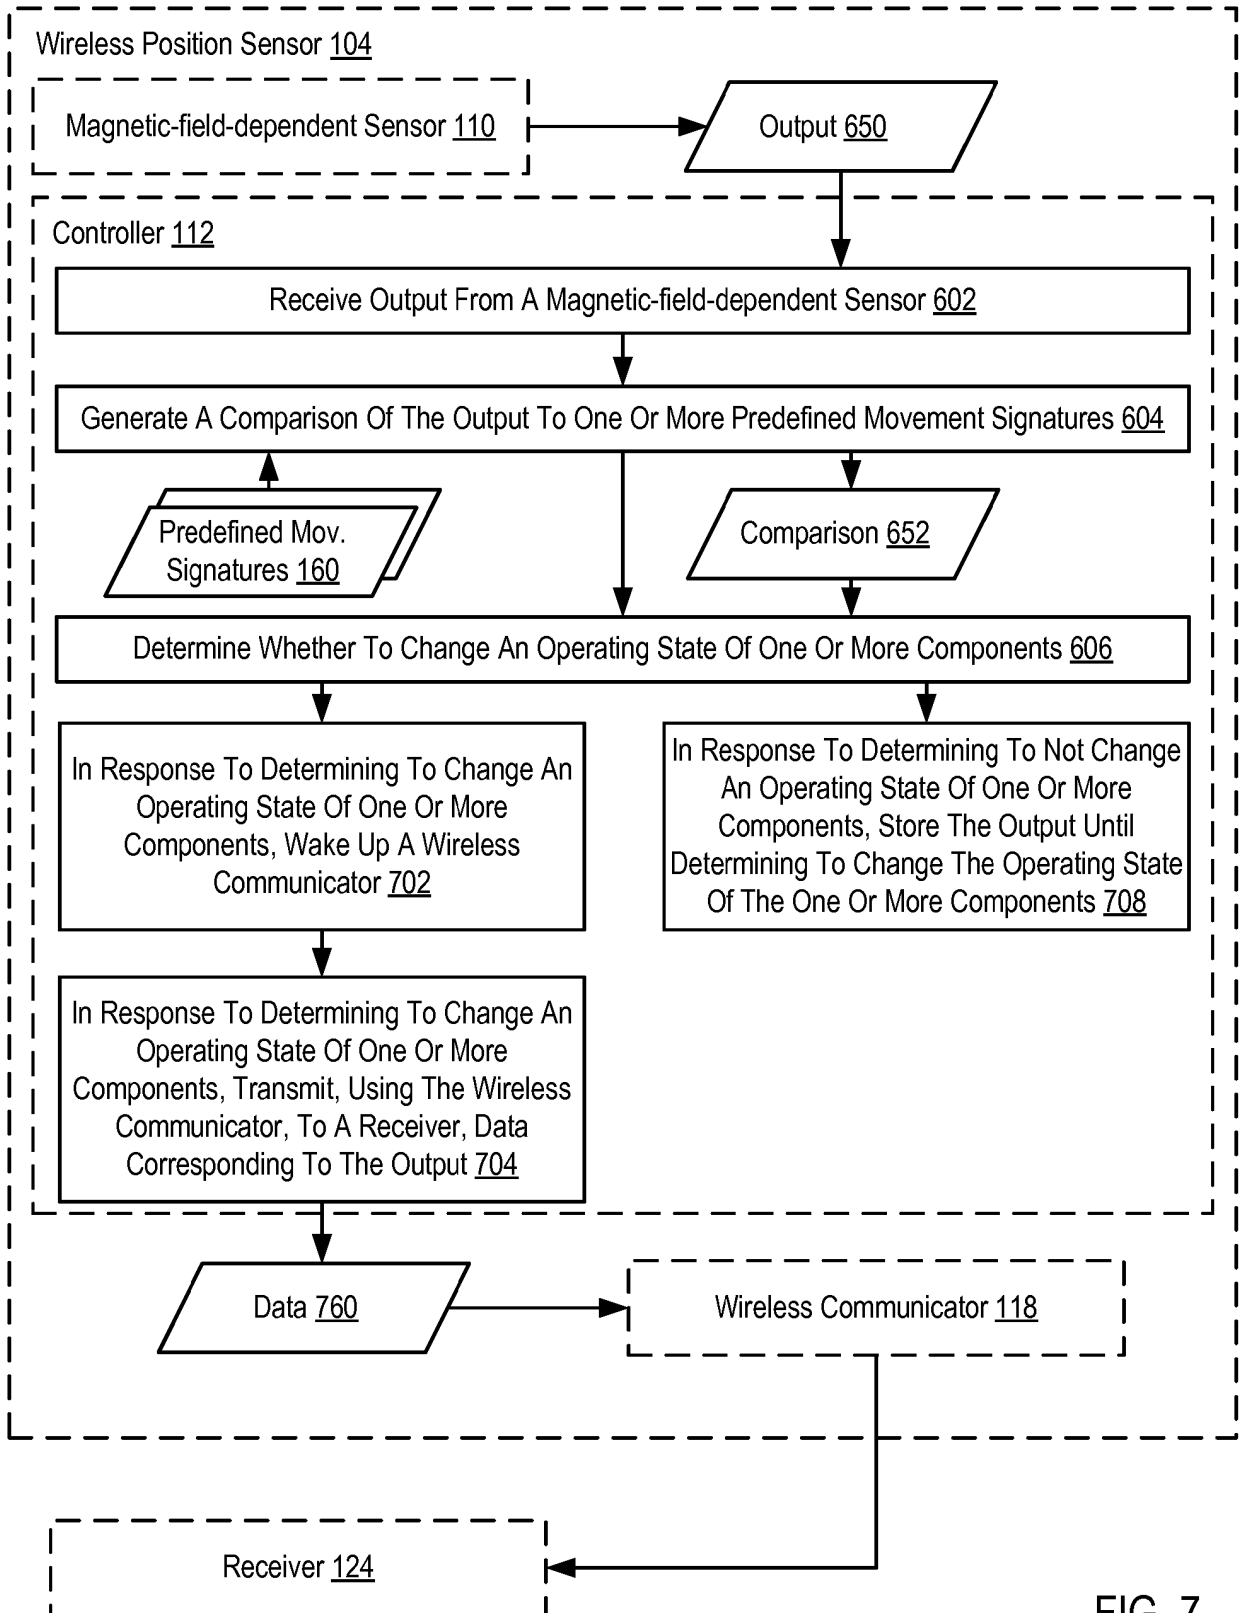 Wireless Position Sensor 104
Magnetic-field-dependent Sensor 110
Output 650
Controller 112
Receive Output From A Magnetic-field-dependent Sensor 602
Generate A Comparison Of The Output To One Or More Predefined Movement Signatures 604
Predefined Mov.
Signatures 160
Comparison 652
Determine Whether To Change An Operating State Of One Or More Components 606
In Response To Determining To Change An
Operating State Of One Or More
Components, Wake Up A Wireless
Communicator 702
In Response To Determining To Not Change
An Operating State Of One Or More
Components, Store The Output Until
Determining To Change The Operating State
Of The One Or More Components 708
In Response To Determining To Change An
Operating State Of One Or More
Components, Transmit, Using The Wireless
Communicator, To A Receiver, Data
Corresponding To The Output 704
Data 760
Wireless Communicator 118
Receiver 124
FIG. 7